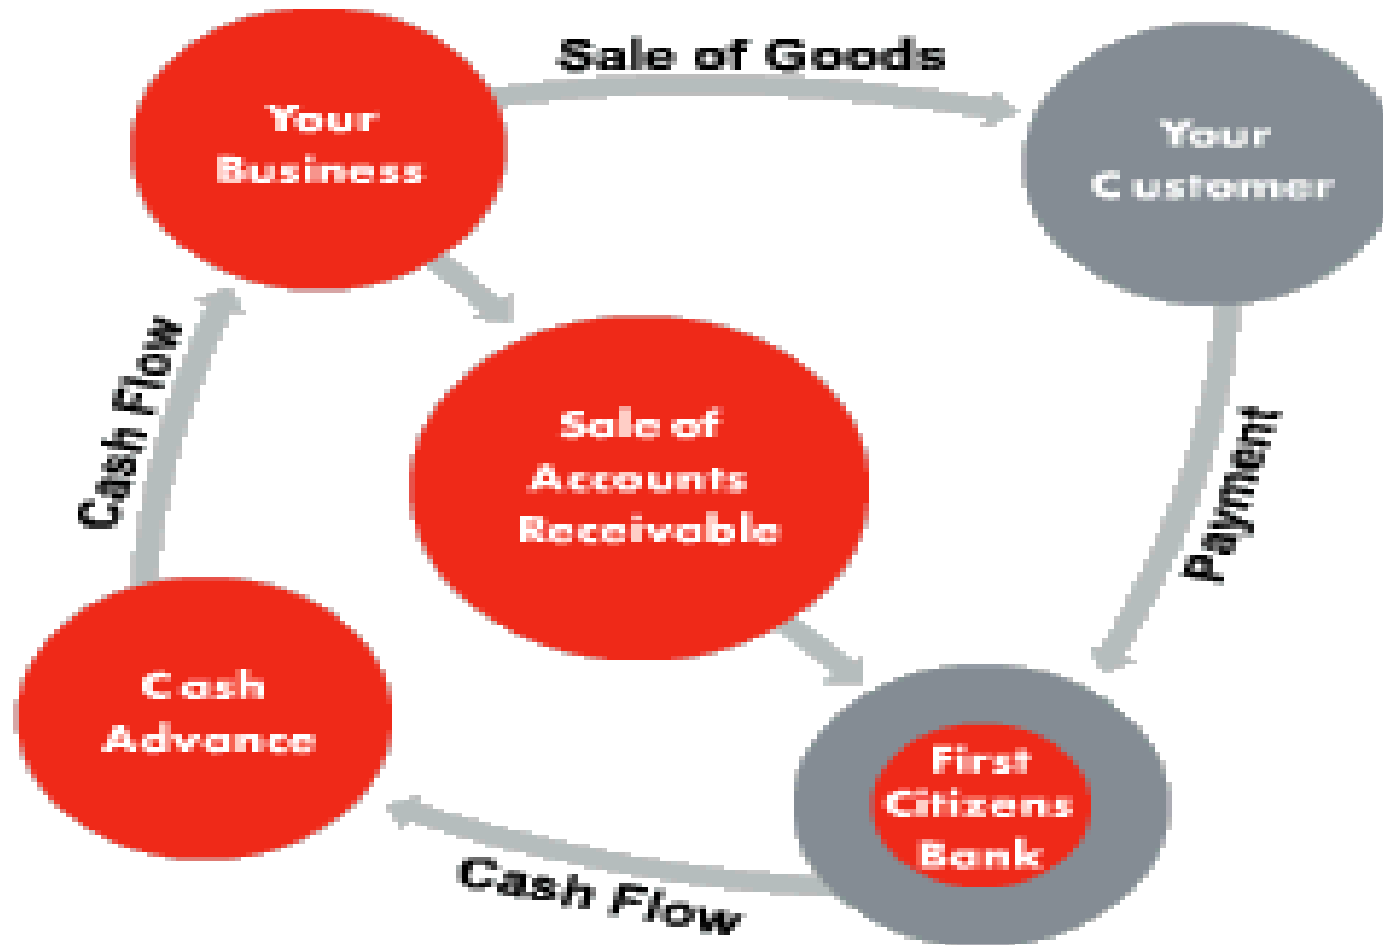 Sale of Goods
Your
Business
Your
Customer
Cash Flow
Sale of
Accounts
Receivable
Payment
Cash
Advance
First
Citizens
Bank
Cash Flow